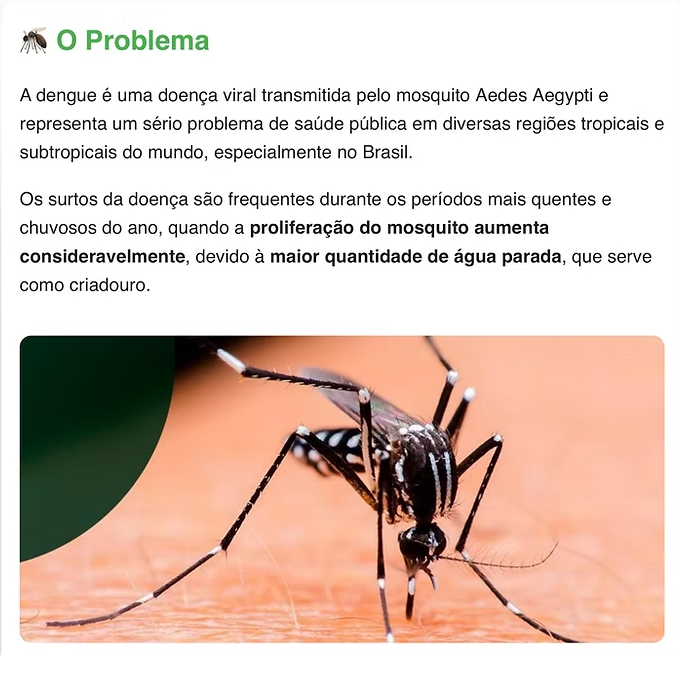 O Problema
A dengue é uma doença viral transmitida pelo mosquito Aedes Aegypti e
representa um sério problema de saúde pública em diversas regiões tropicais e
subtropicais do mundo, especialmente no Brasil.
Os surtos da doença são frequentes durante os períodos mais quentes e
chuvosos do ano, quando a proliferação do mosquito aumenta
consideravelmente, devido à maior quantidade de água parada, que serve
como criadouro.